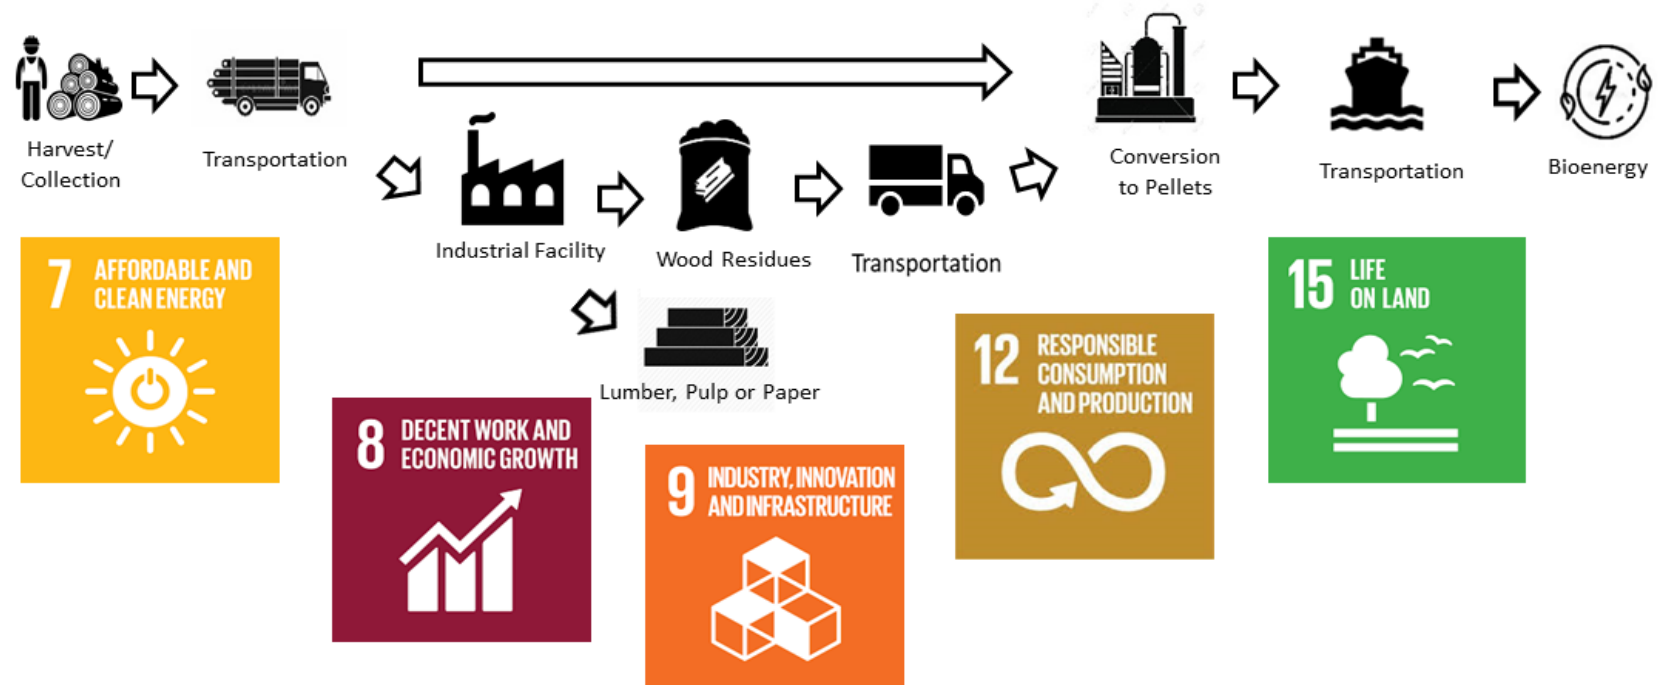 Harvest/
Collection
Transportation
Industrial Facility
Wood Residues
Transportation
Conversion
to Pellets
Transportation
Bioenergy
Lumber, Pulp or Paper
7 AFFORDABLE AND
CLEAN ENERGY
8 DECENT WORK AND
ECONOMIC GROWTH
9 INDUSTRY, INNOVATION
AND INFRASTRUCTURE
12 RESPONSIBLE
CONSUMPTION
AND PRODUCTION
15 LIFE
ON LAND